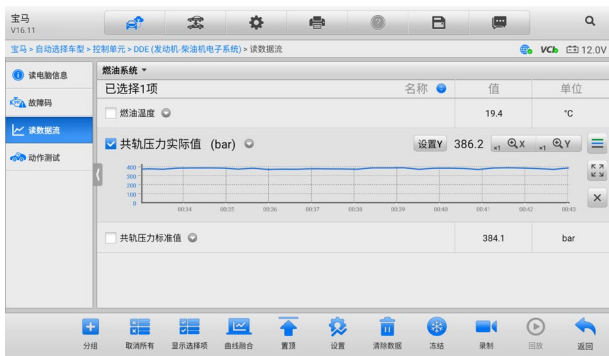 宝马
V16.11
宝马 > 自动选择车型 > 控制单元 > DDE (发动机-柴油机电子系统) > 读数据流
VCI 12.0V
读电脑信息
故障码
读数据流
动作测试
燃油系统
已选择1项 名称 值 单位
燃油温度 19.4 °C
共轨压力实际值 (bar) 设置Y 386.2 ×1 X ×1 Y
400
300
200
100
0
00:34 00:35 00:36 00:37 00:38 00:39 00:40 00:41 00:42 00:43
共轨压力标准值 384.1 bar
分组 取消所有 显示选择项 曲线融合 置顶 设置 清除数据 冻结 录制 回放 返回